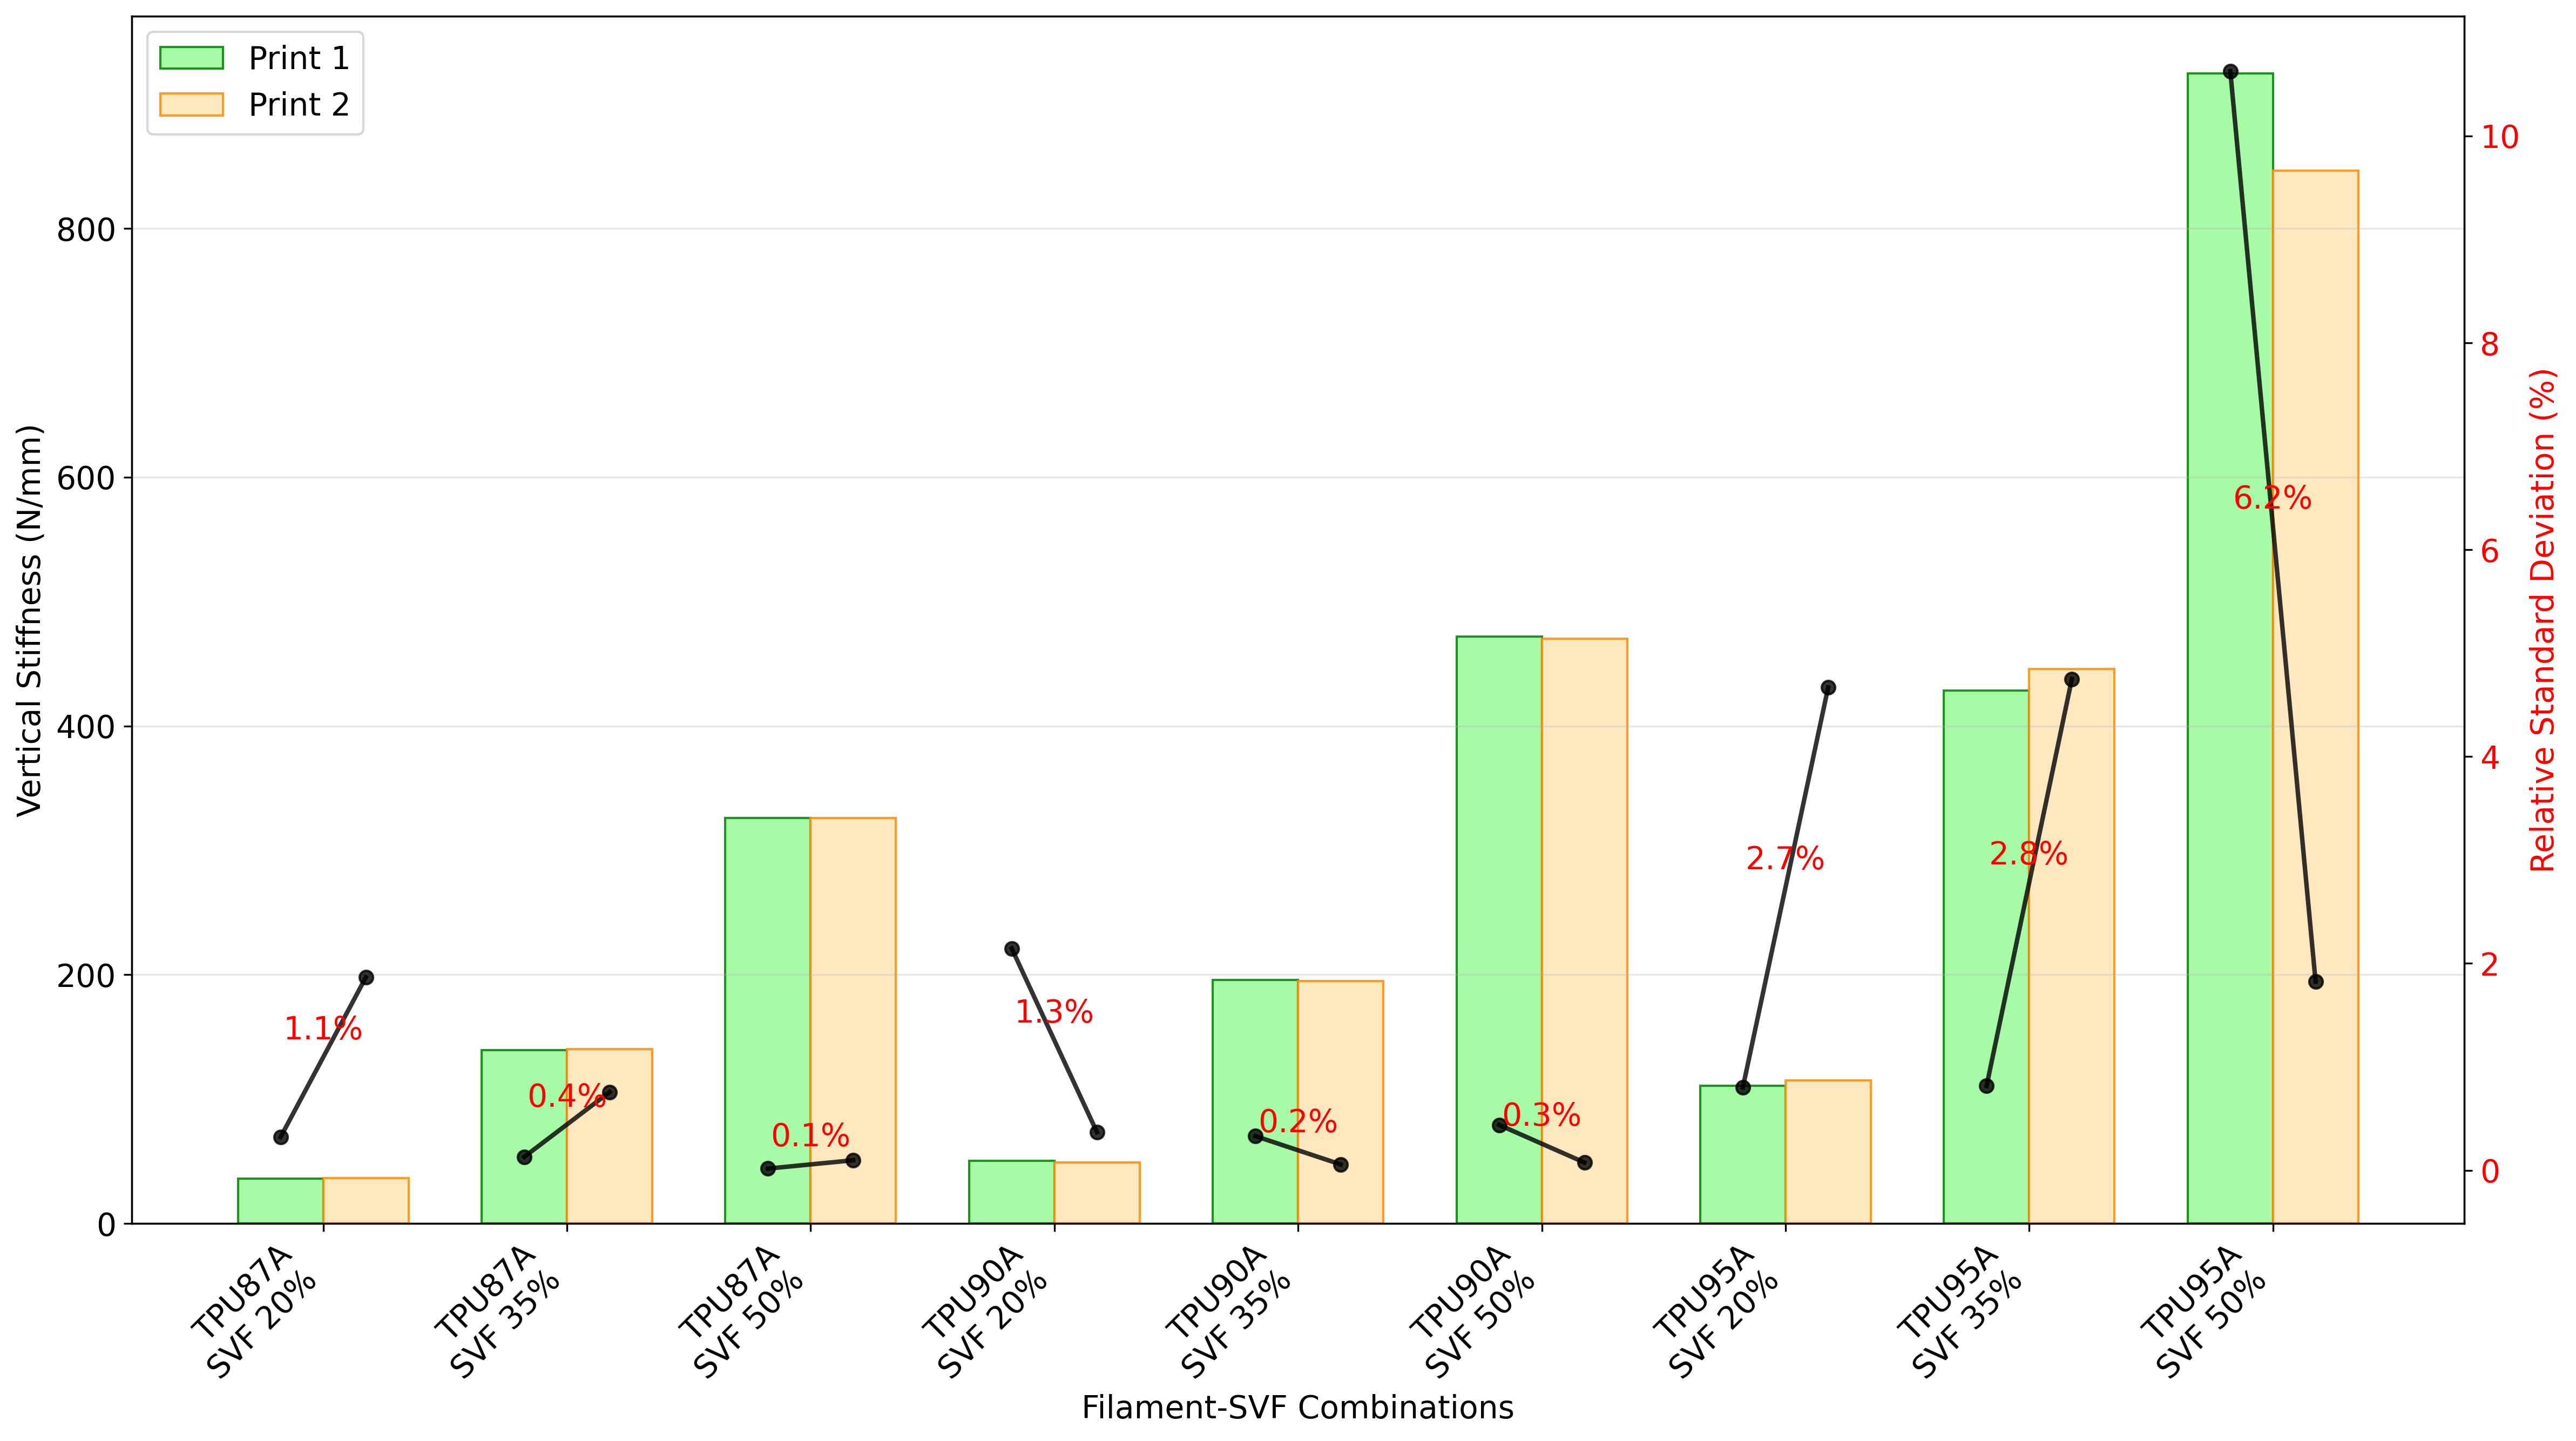 Print 1
Print 2
Vertical Stiffness (N/mm)
800
600
400
200
0
10
8
6
4
2
0
Relative Standard Deviation (%)
1.1%
0.4%
0.1%
1.3%
0.2%
0.3%
2.7%
2.8%
6.2%
TPU87A
SVF 20%
TPU87A
SVF 35%
TPU87A
SVF 50%
TPU90A
SVF 20%
TPU90A
SVF 35%
TPU90A
SVF 50%
TPU95A
SVF 20%
TPU95A
SVF 35%
TPU95A
SVF 50%
Filament-SVF Combinations